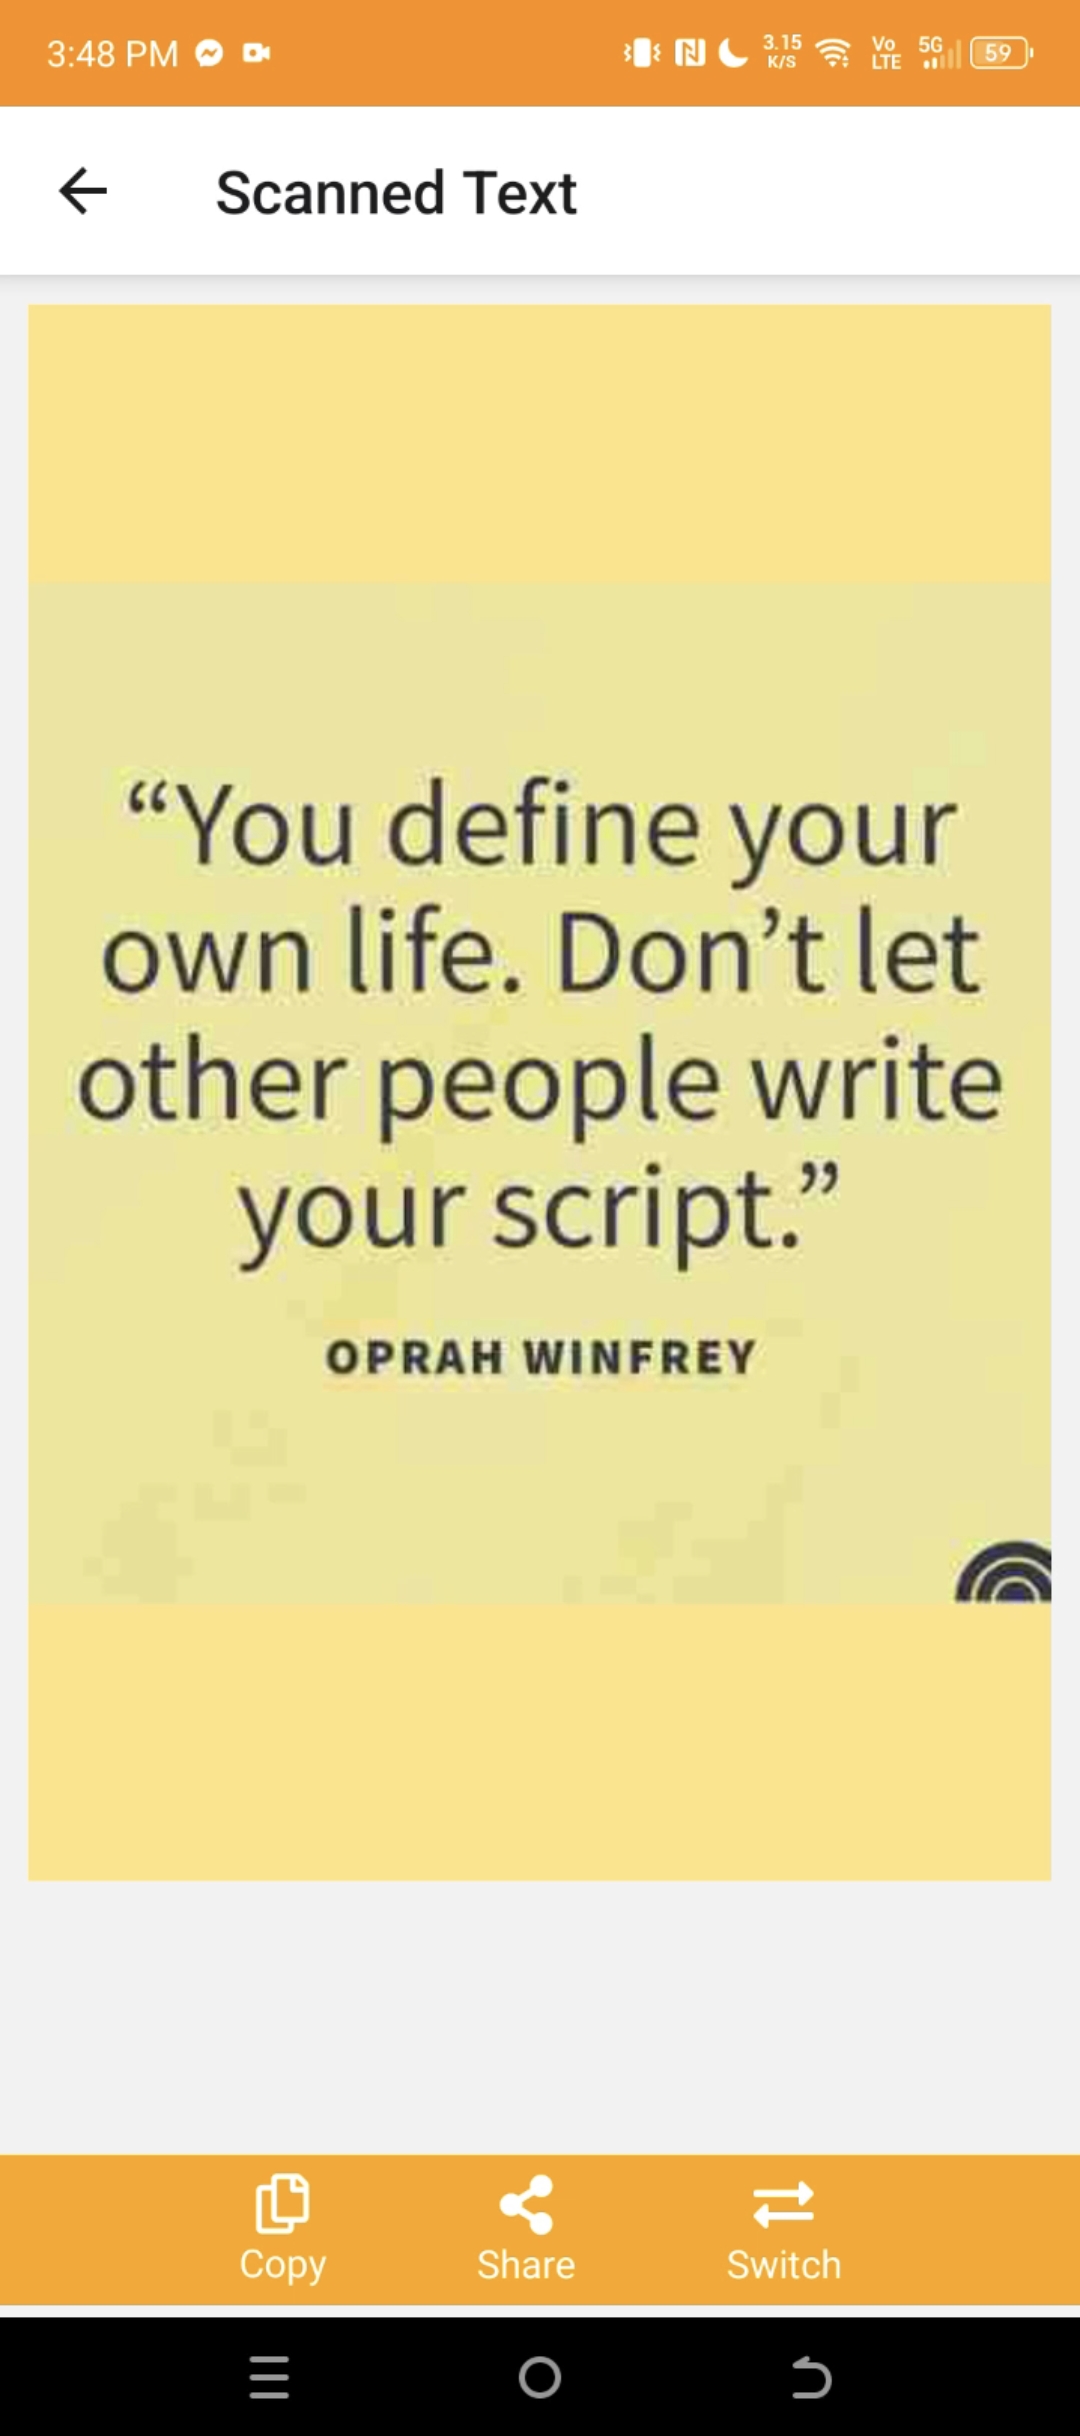 3:48 PM 3.15 K/S Vo LTE 5G 59
Scanned Text
“You define your
own life. Don’t let
other people write
your script.”
OPRAH WINFREY
Copy Share Switch